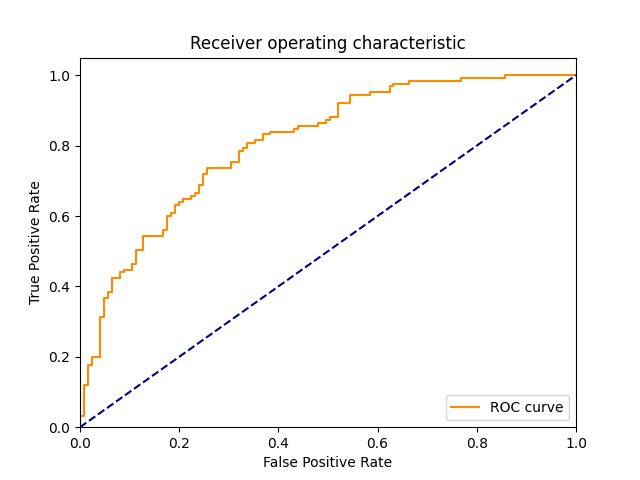 Receiver operating characteristic
True Positive Rate
1.0
0.8
0.6
0.4
0.2
0.0
0.0 0.2 0.4 0.6 0.8 1.0
False Positive Rate
ROC curve